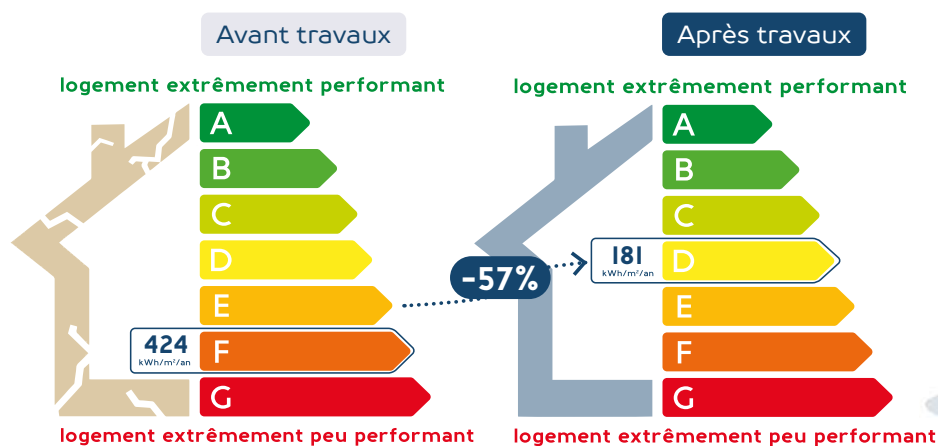 Avant travaux
logement extrêmement performant
A
B
C
D
E
424
kWh/m²/an
F
G
logement extrêmement peu performant
-57%
Après travaux
logement extrêmement performant
A
B
C
181
kWh/m²/an
D
E
F
G
logement extrêmement peu performant